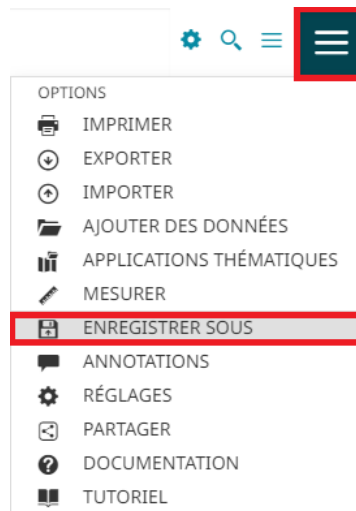 OPTIONS
IMPRIMER
EXPORTER
IMPORTER
AJOUTER DES DONNÉES
APPLICATIONS THÉMATIQUES
MESURER
ENREGISTRER SOUS
ANNOTATIONS
RÉGLAGES
PARTAGER
DOCUMENTATION
TUTORIEL